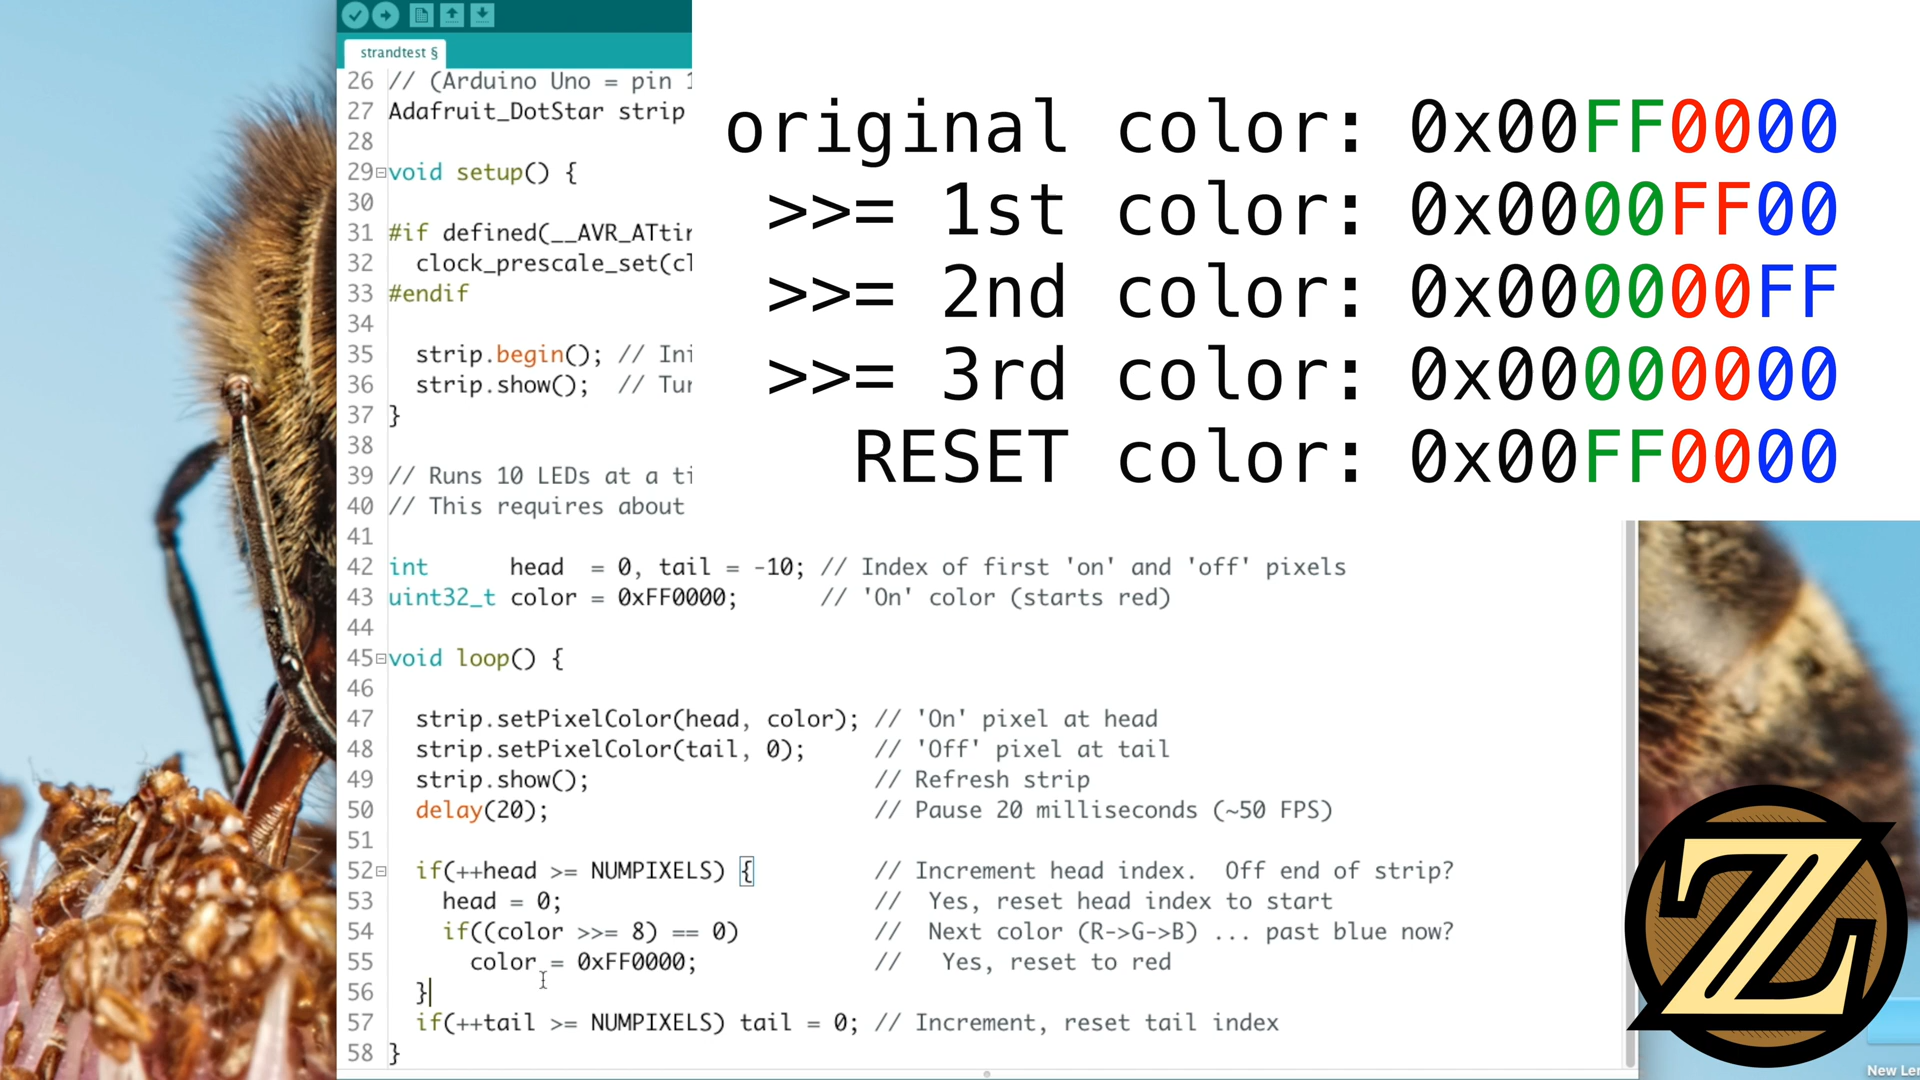 strandtest §
original color: 0x00FF0000
>>= 1st color: 0x0000FF00
>>= 2nd color: 0x000000FF
>>= 3rd color: 0x00000000
RESET color: 0x00FF0000
26 // (Arduino Uno = pin
27 Adafruit_DotStar strip
28
29 void setup() {
30
31 #if defined(__AVR_ATtin
32 clock_prescale_set(cl
33 #endif
34
35 strip.begin(); // Ini
36 strip.show(); // Tur
37 }
38
39 // Runs 10 LEDs at a ti
40 // This requires about
41
42 int head = 0, tail = -10; // Index of first 'on' and 'off' pixels
43 uint32_t color = 0xFF0000; // 'On' color (starts red)
44
45 void loop() {
46
47 strip.setPixelColor(head, color); // 'On' pixel at head
48 strip.setPixelColor(tail, 0); // 'Off' pixel at tail
49 strip.show(); // Refresh strip
50 delay(20); // Pause 20 milliseconds (~50 FPS)
51
52 if(++head >= NUMPIXELS) { // Increment head index. Off end of strip?
53 head = 0; // Yes, reset head index to start
54 if((color >>= 8) == 0) // Next color (R->G->B) ... past blue now?
55 color = 0xFF0000; // Yes, reset to red
56 }
57 if(++tail >= NUMPIXELS) tail = 0; // Increment, reset tail index
58 }
Z
New Ler